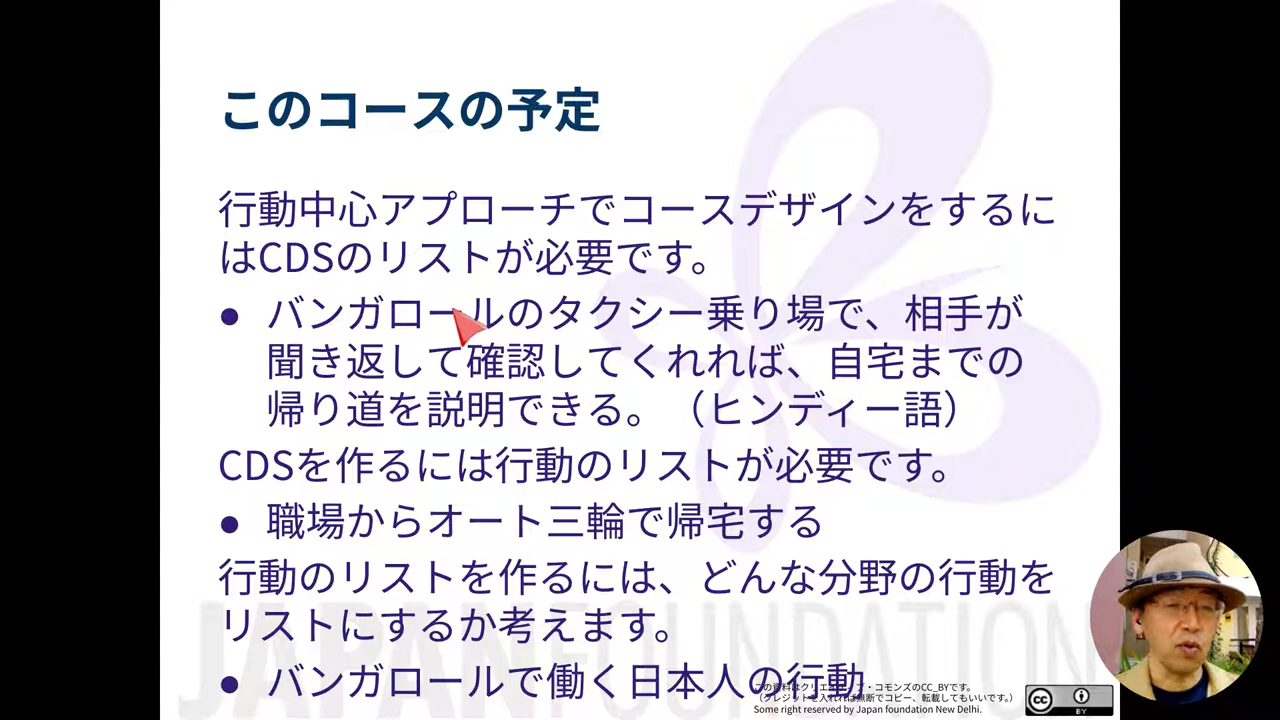 このコースの予定
行動中心アプローチでコースデザインをするに
はCDSのリストが必要です。
● バンガロールのタクシー乗り場で、相手が
聞き返して確認してくれれば、自宅までの
帰り道を説明できる。（ヒンディー語）
CDSを作るには行動のリストが必要です。
● 職場からオート三輪で帰宅する
行動のリストを作るには、どんな分野の行動を
リストにするか考えます。
● バンガロールで働く日本人の行動
この資料はクリエイティブ・コモンズのCC_BYです。
（クレジットを入れれば無断でコピー、転載してもいいです。）
Some right reserved by Japan foundation New Delhi.
CC BY
JAPANFOUNDATION